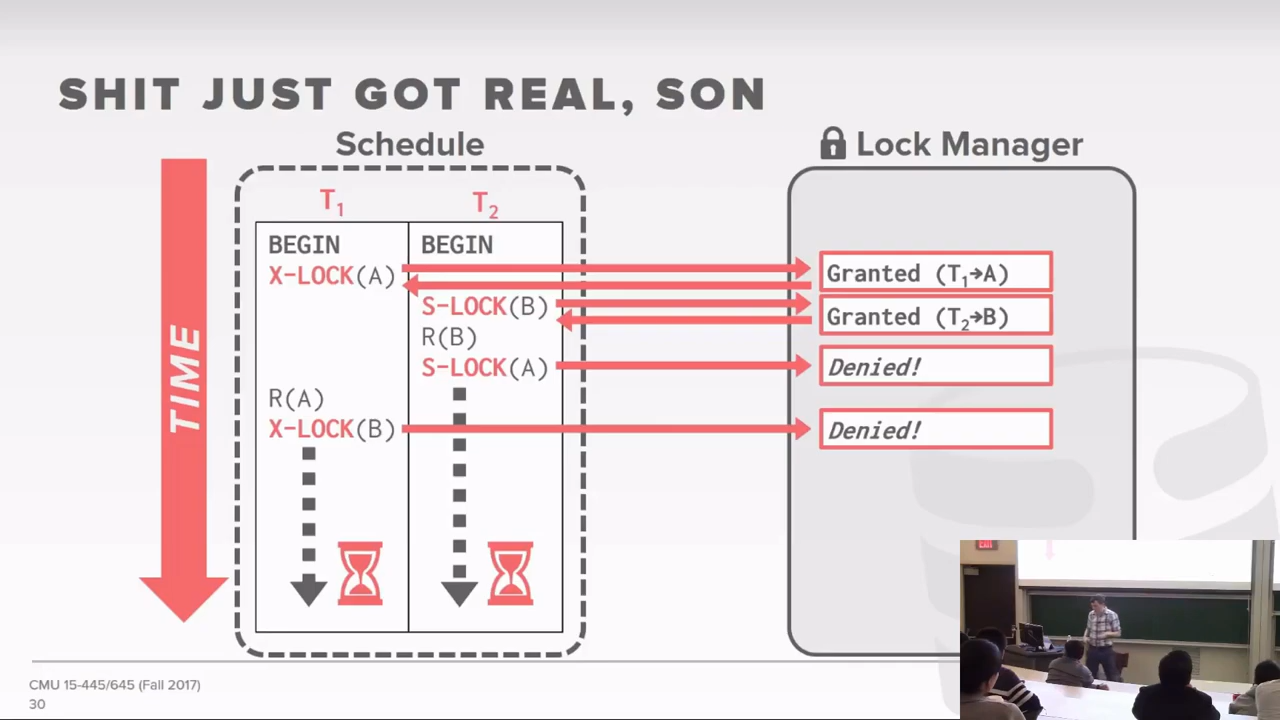 SHIT JUST GOT REAL, SON
Schedule
Lock Manager
TIME
T1
T2
BEGIN
BEGIN
X-LOCK(A)
Granted (T1→A)
S-LOCK(B)
Granted (T2→B)
R(B)
S-LOCK(A)
Denied!
R(A)
X-LOCK(B)
Denied!
EXIT
CMU 15-445/645 (Fall 2017)
30